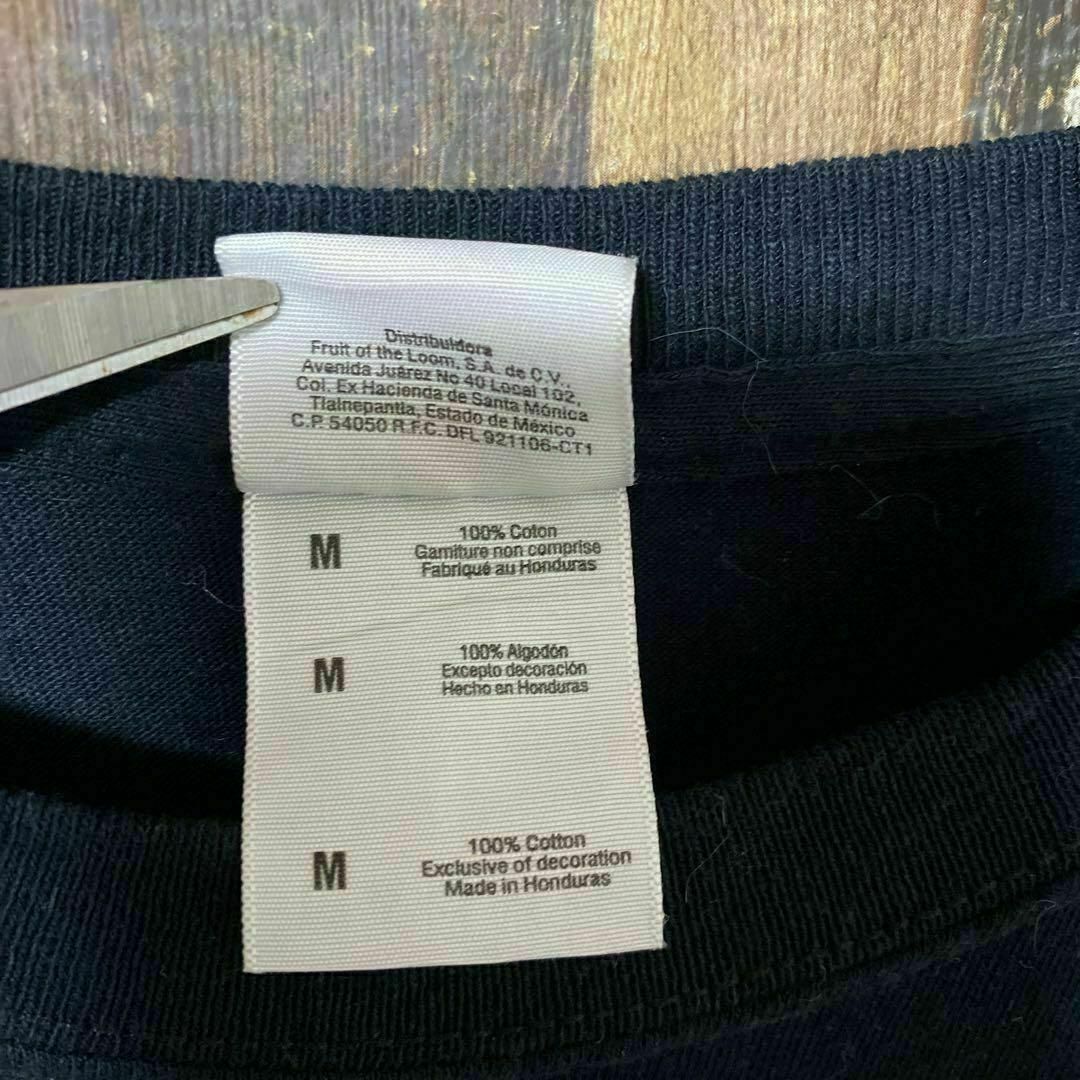 Distribuidora
Fruit of the Loom, S.A. de C.V.,
Avenida Juárez No 40 Local 102,
Col. Ex Hacienda de Santa Mónica
Tlalnepantla, Estado de México
C.P. 54050 R.F.C. DFL 921106-CT1
M
100% Coton
Garniture non comprise
Fabriqué au Honduras
M
100% Algodón
Excepto decoración
Hecho en Honduras
M
100% Cotton
Exclusive of decoration
Made in Honduras